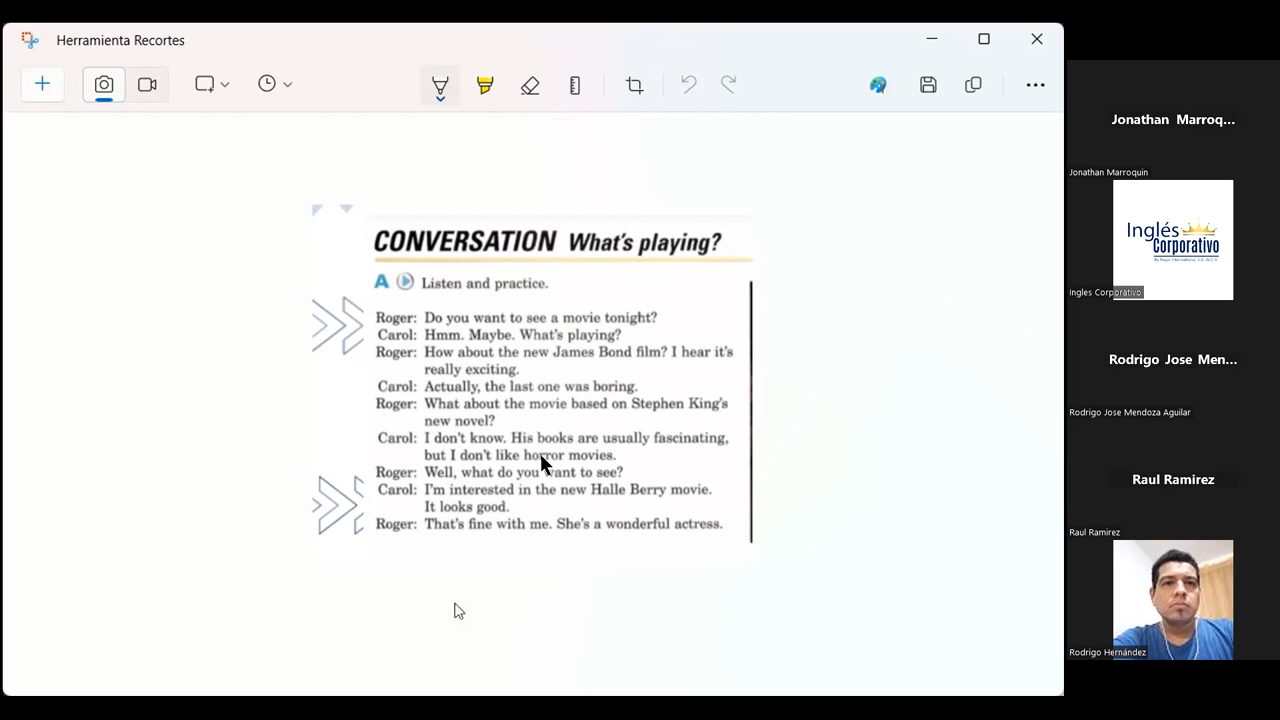 Herramienta Recortes
CONVERSATION What's playing?
A Listen and practice.
Roger: Do you want to see a movie tonight?
Carol: Hmm. Maybe. What's playing?
Roger: How about the new James Bond film? I hear it's
really exciting.
Carol: Actually, the last one was boring.
Roger: What about the movie based on Stephen King's
new novel?
Carol: I don't know. His books are usually fascinating,
but I don't like horror movies.
Roger: Well, what do you want to see?
Carol: I'm interested in the new Halle Berry movie.
It looks good.
Roger: That's fine with me. She's a wonderful actress.
Jonathan Marroq...
Jonathan Marroquin
Inglés
Corporativo
Ingles Corporativo
Rodrigo Jose Men...
Rodrigo Jose Mendoza Aguilar
Raul Ramirez
Raul Ramirez
Rodrigo Hernández